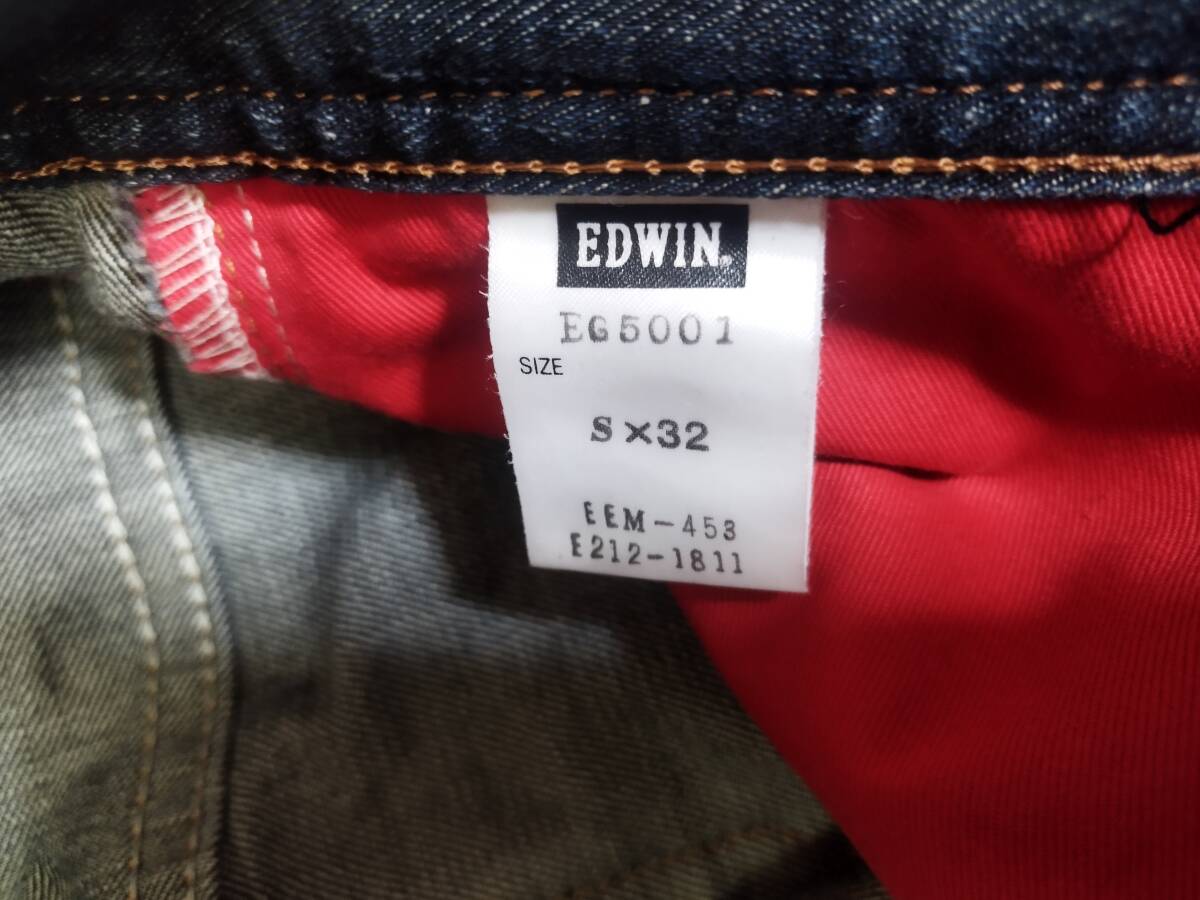 EDWIN.
EG5001
SIZE
S×32
EEM-453
E212-1811